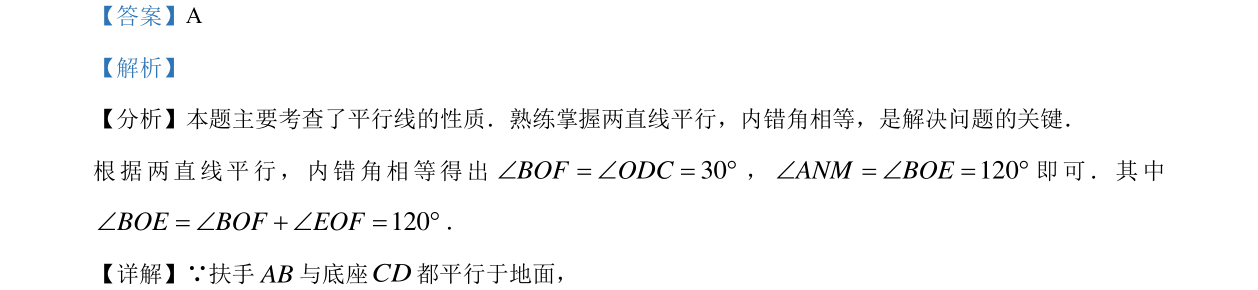 【答案】A
【解析】
【分析】本题主要考查了平行线的性质．熟练掌握两直线平行，内错角相等，是解决问题的关键．
根据两直线平行，内错角相等得出∠BOF=∠ODC=30°，∠ANM=∠BOE=120°即可．其中
∠BOE=∠BOF+∠EOF=120°．
【详解】∵扶手AB与底座CD都平行于地面，